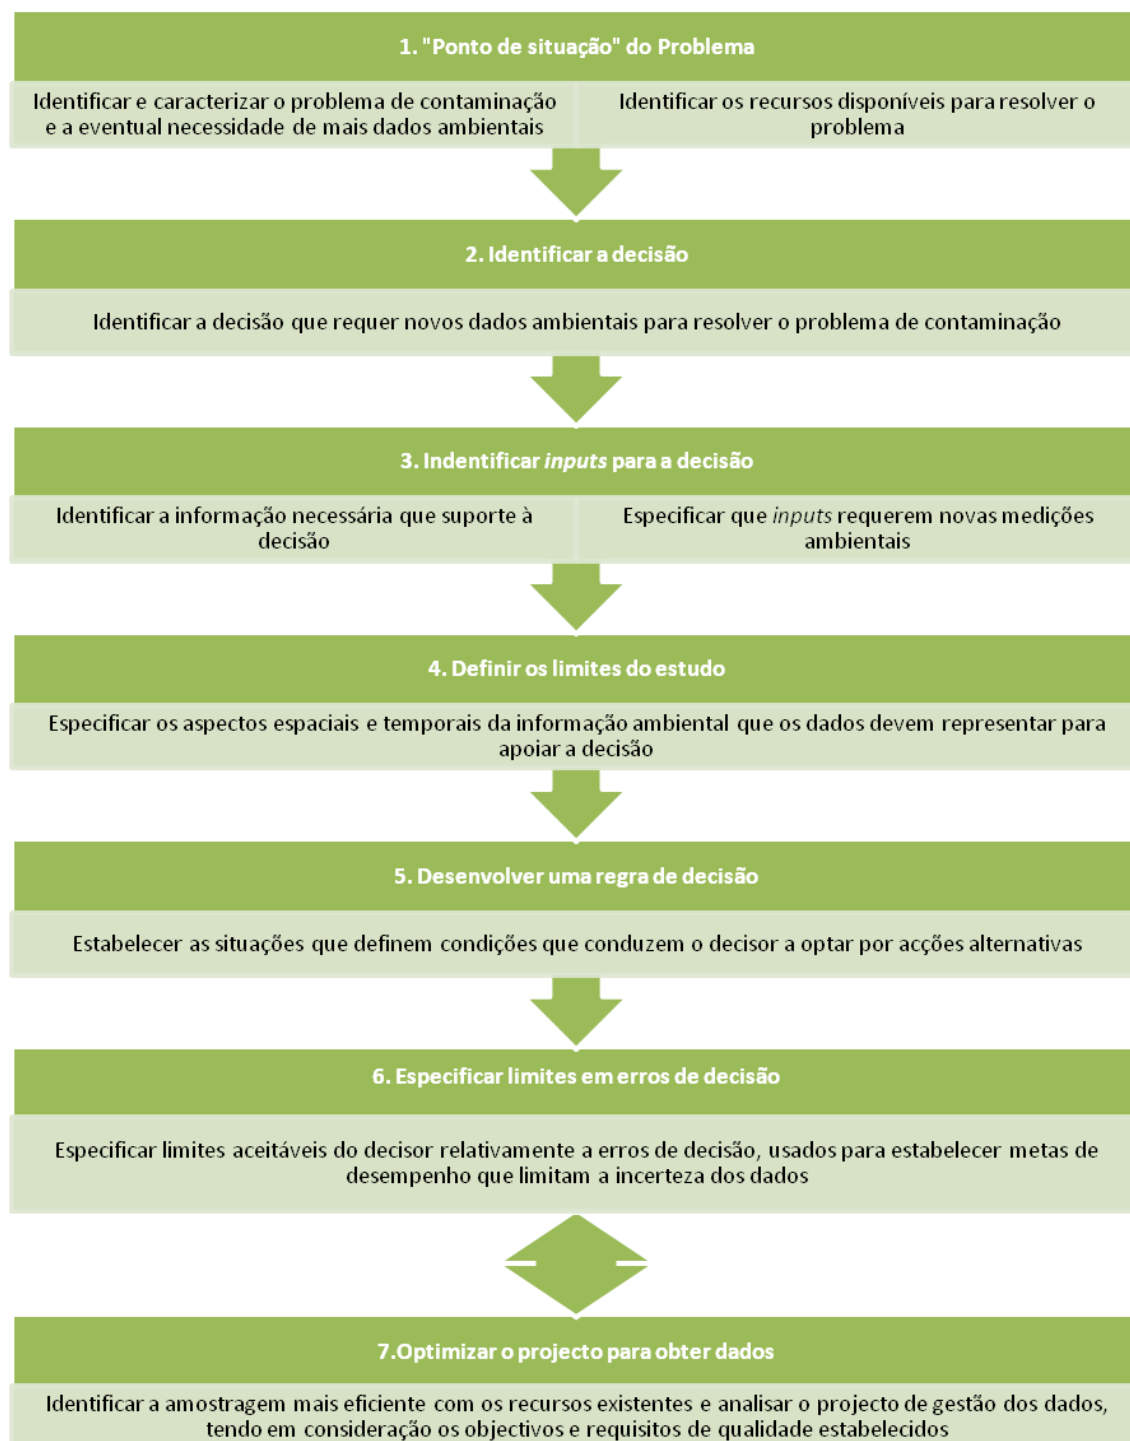 1. "Ponto de situação" do Problema
Identificar e caracterizar o problema de contaminação
e a eventual necessidade de mais dados ambientais
Identificar os recursos disponíveis para resolver o
problema
2. Identificar a decisão
Identificar a decisão que requer novos dados ambientais para resolver o problema de contaminação
3. Indentificar inputs para a decisão
Identificar a informação necessária que suporte à
decisão
Especificar que inputs requerem novas medições
ambientais
4. Definir os limites do estudo
Especificar os aspectos espaciais e temporais da informação ambiental que os dados devem representar para
apoiar a decisão
5. Desenvolver uma regra de decisão
Estabelecer as situações que definem condições que conduzem o decisor a optar por acções alternativas
6. Especificar limites em erros de decisão
Especificar limites aceitáveis do decisor relativamente a erros de decisão, usados para estabelecer metas de
desempenho que limitam a incerteza dos dados
7.Optimizar o projecto para obter dados
Identificar a amostragem mais eficiente com os recursos existentes e analisar o projecto de gestão dos dados,
tendo em consideração os objectivos e requisitos de qualidade estabelecidos